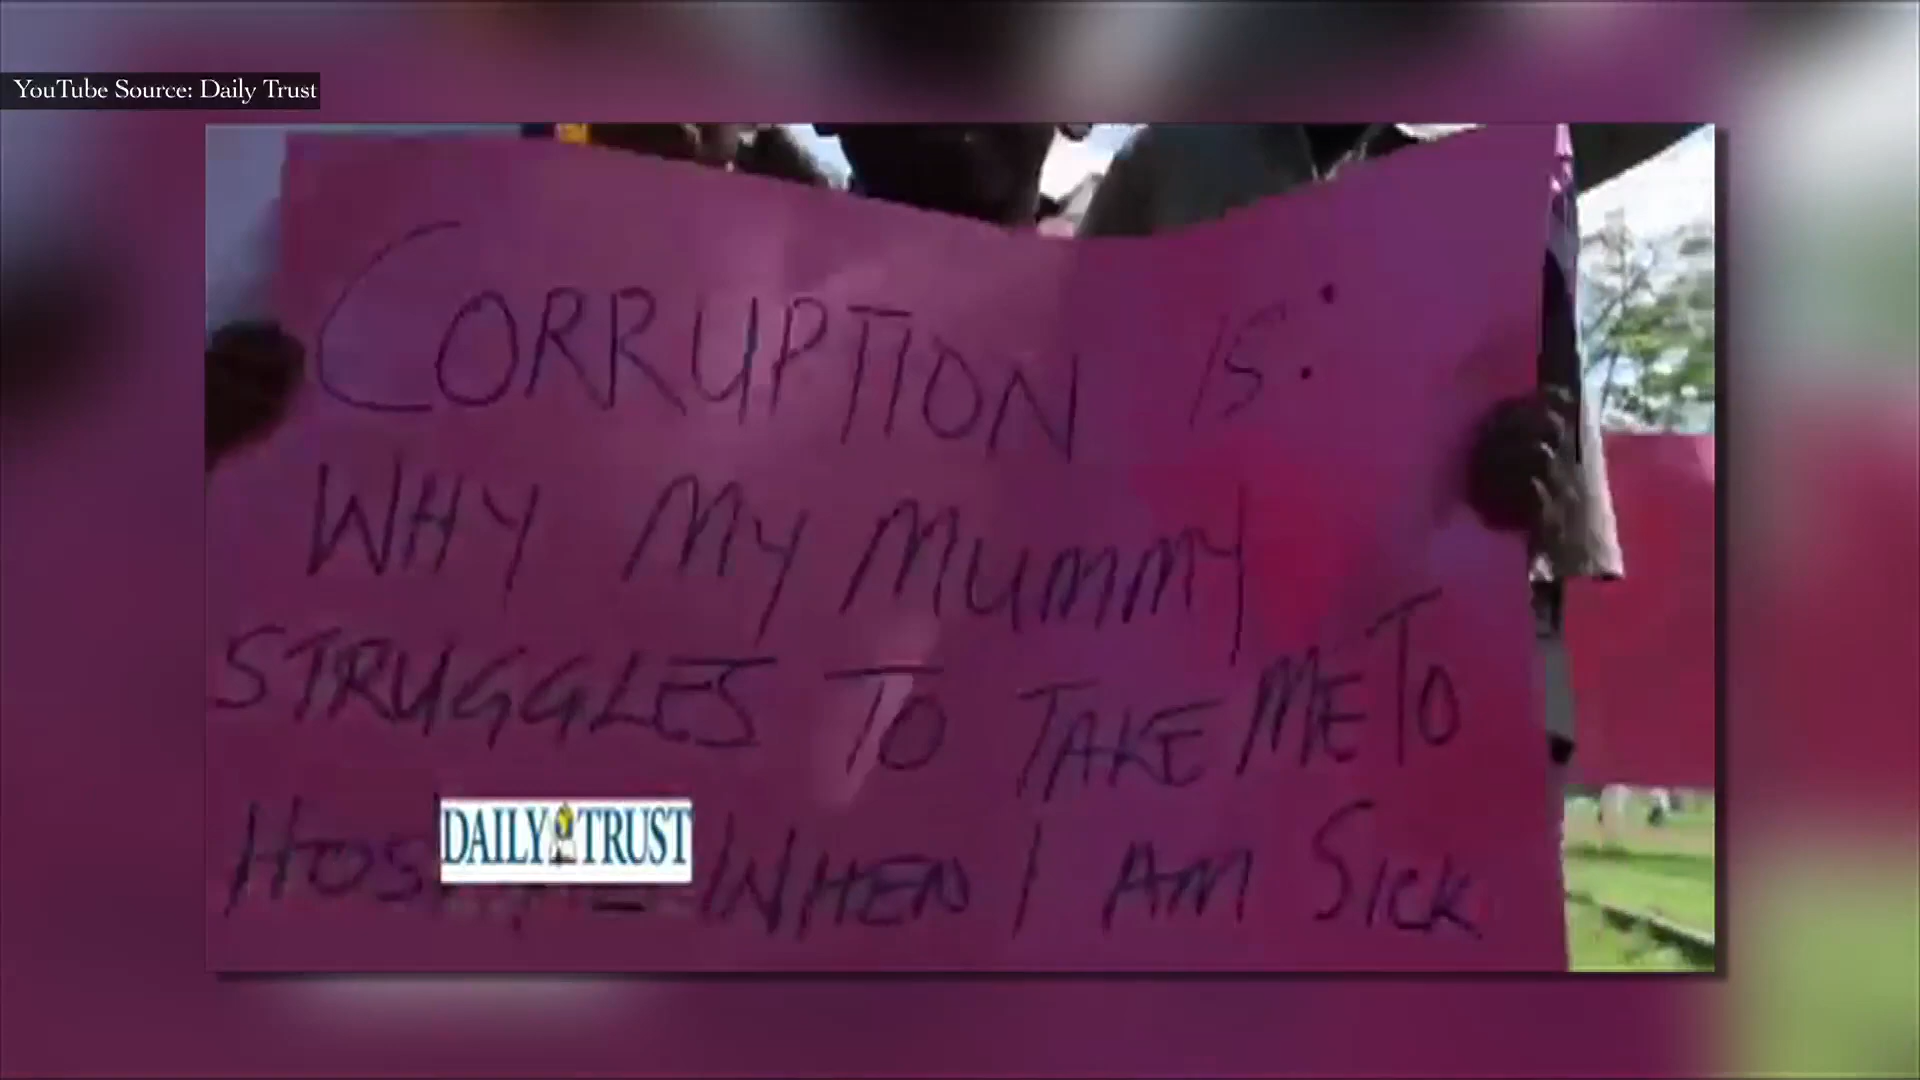 YouTube Source: Daily Trust
CORRUPTION IS:
WHY MY MUMMY
STRUGGLES TO TAKE ME TO
WHEN I AM SICK
DAILY TRUST